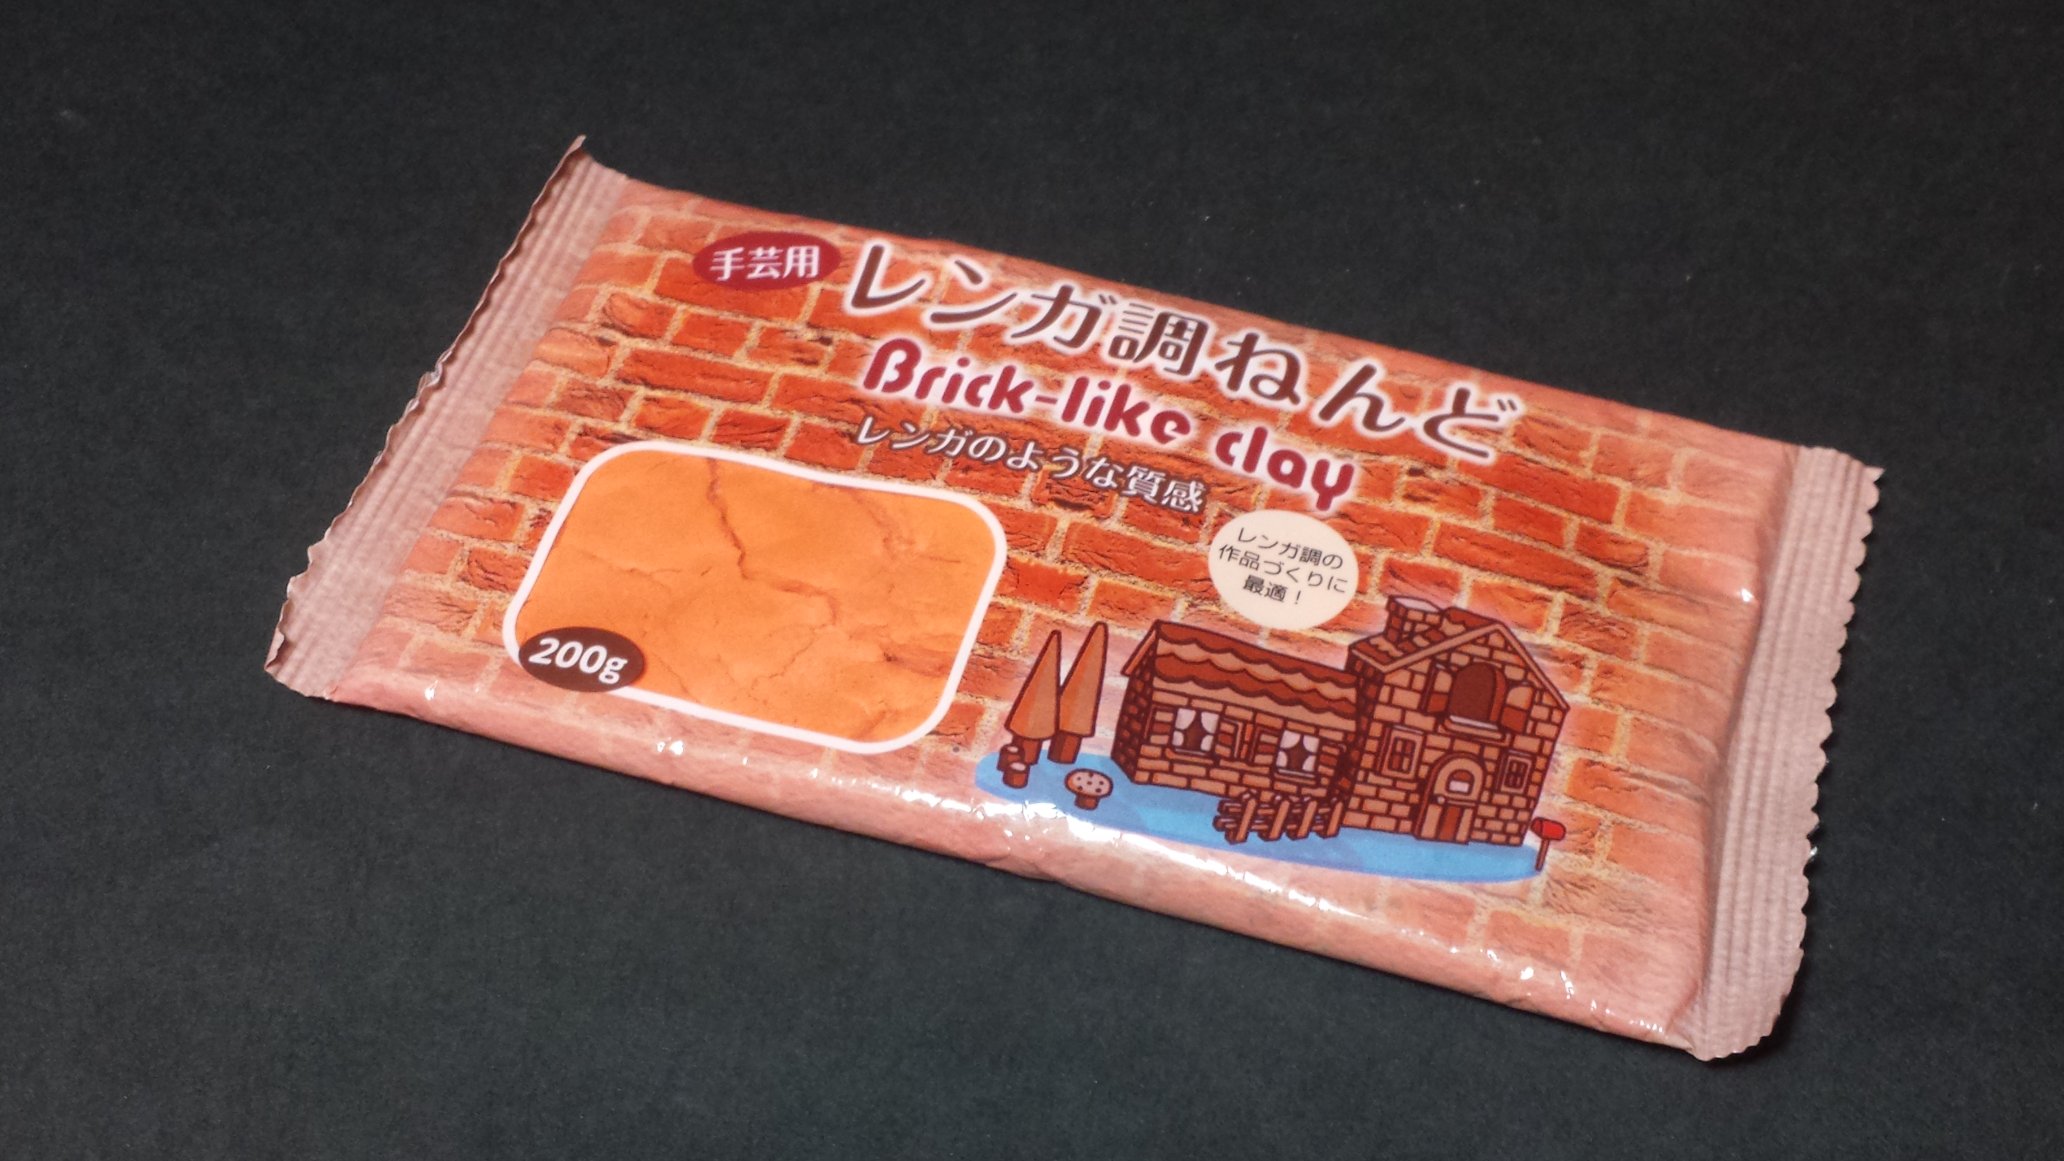 手芸用
レンガ調ねんど
Brick-like clay
レンガのような質感
レンガ調の
作品づくりに
最適！
200g